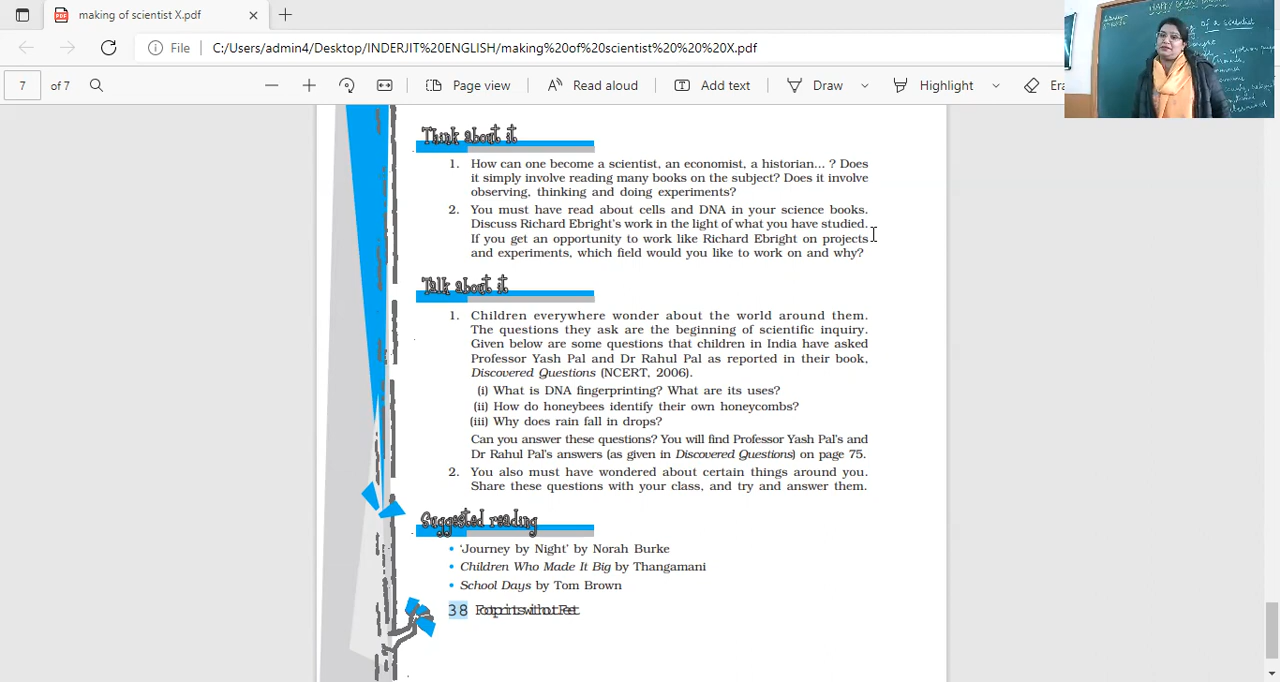 making of scientist X.pdf
File C:/Users/admin4/Desktop/INDERJIT%20ENGLISH/making%20of%20scientist%20%20%20X.pdf
7 of 7 Page view Read aloud Add text Draw Highlight Era
of a scientist
Think about it
1. How can one become a scientist, an economist, a historian... ? Does
it simply involve reading many books on the subject? Does it involve
observing, thinking and doing experiments?
2. You must have read about cells and DNA in your science books.
Discuss Richard Ebright's work in the light of what you have studied.
If you get an opportunity to work like Richard Ebright on projects
and experiments, which field would you like to work on and why?
Talk about it
1. Children everywhere wonder about the world around them.
The questions they ask are the beginning of scientific inquiry.
Given below are some questions that children in India have asked
Professor Yash Pal and Dr Rahul Pal as reported in their book,
Discovered Questions (NCERT, 2006).
(i) What is DNA fingerprinting? What are its uses?
(ii) How do honeybees identify their own honeycombs?
(iii) Why does rain fall in drops?
Can you answer these questions? You will find Professor Yash Pal's and
Dr Rahul Pal's answers (as given in Discovered Questions) on page 75.
2. You also must have wondered about certain things around you.
Share these questions with your class, and try and answer them.
Suggested reading
• 'Journey by Night' by Norah Burke
• Children Who Made It Big by Thangamani
• School Days by Tom Brown
38 Footprints without Feet